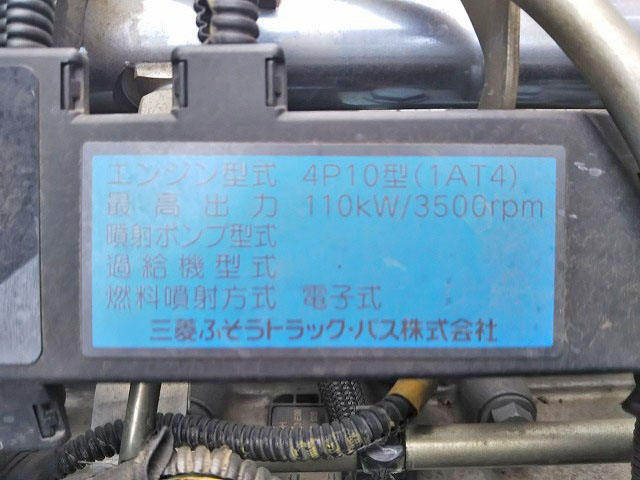 エンジン型式 4P10型(1AT4)
最高出力 110kW/3500rpm
噴射ポンプ型式
過給機型式
燃料噴射方式 電子式
三菱ふそうトラック・バス株式会社